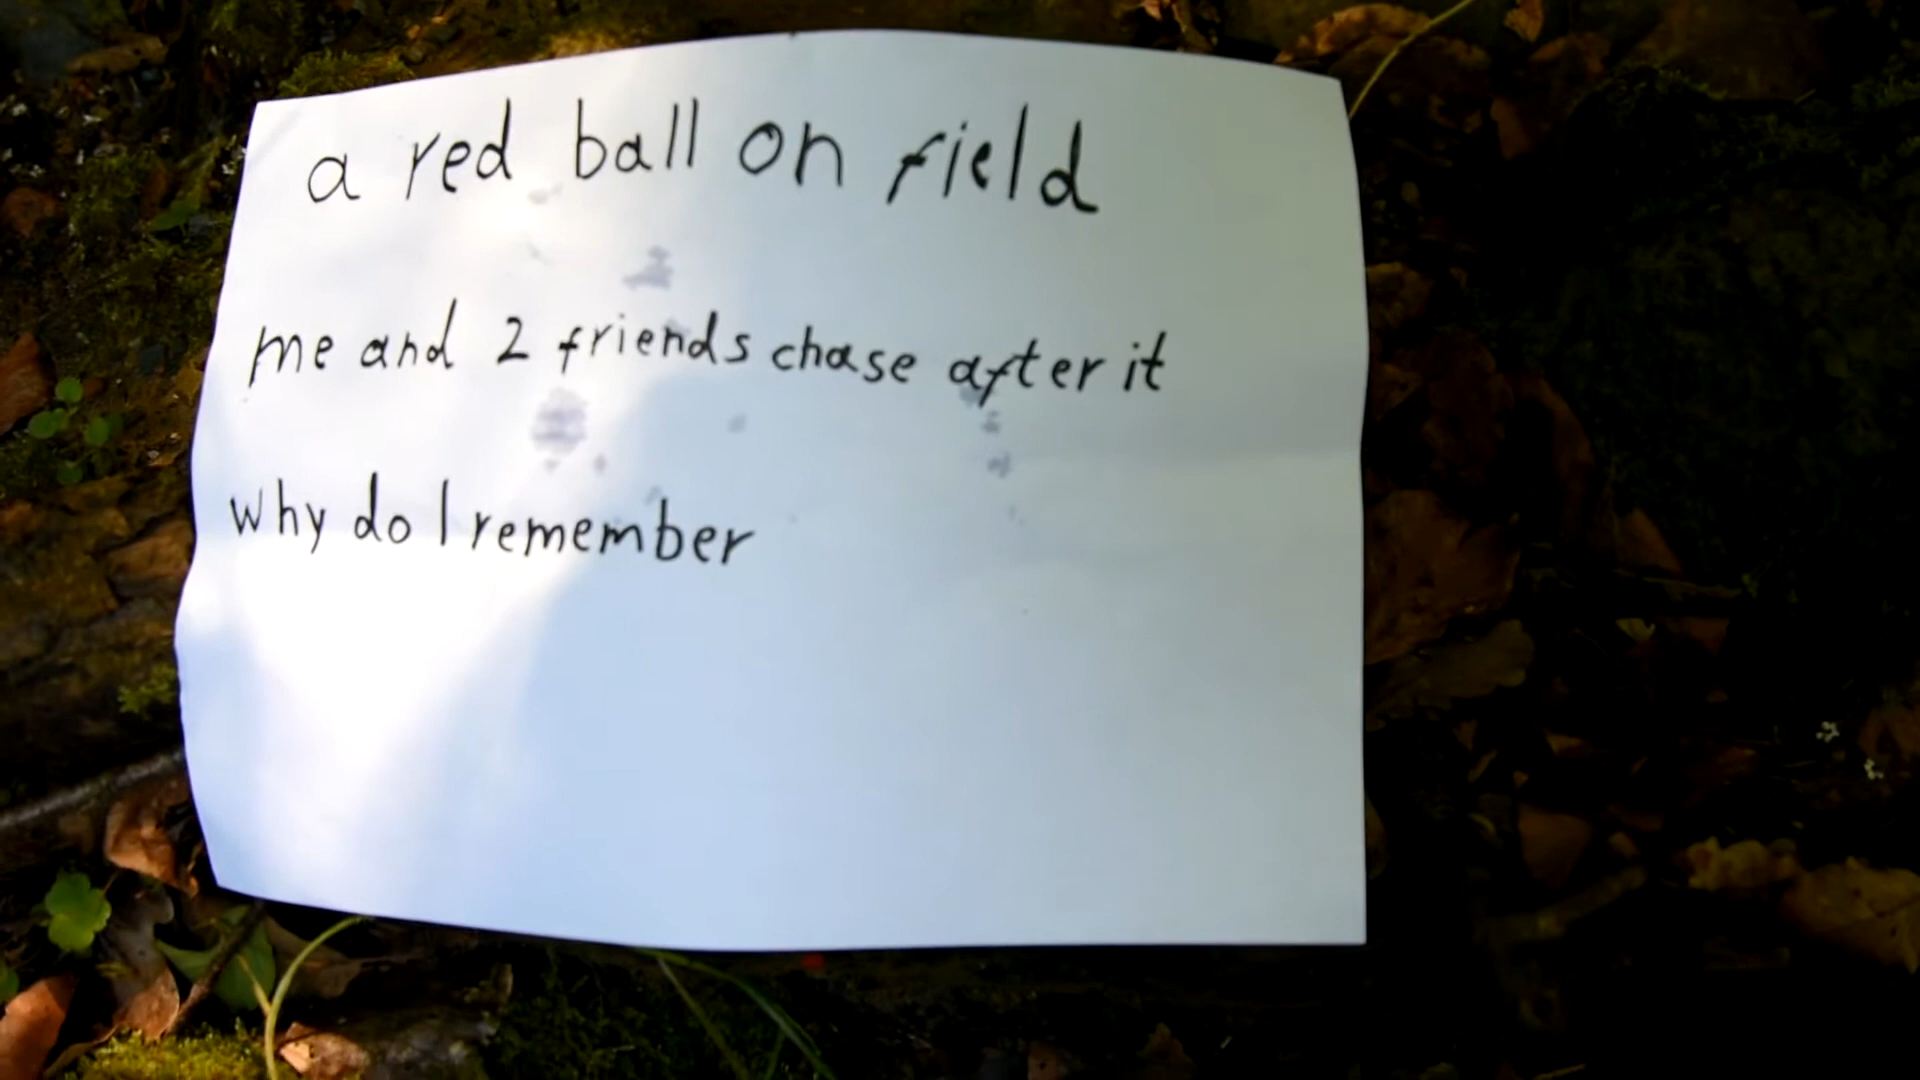 a red ball on field
me and 2 friends chase after it
why do I remember